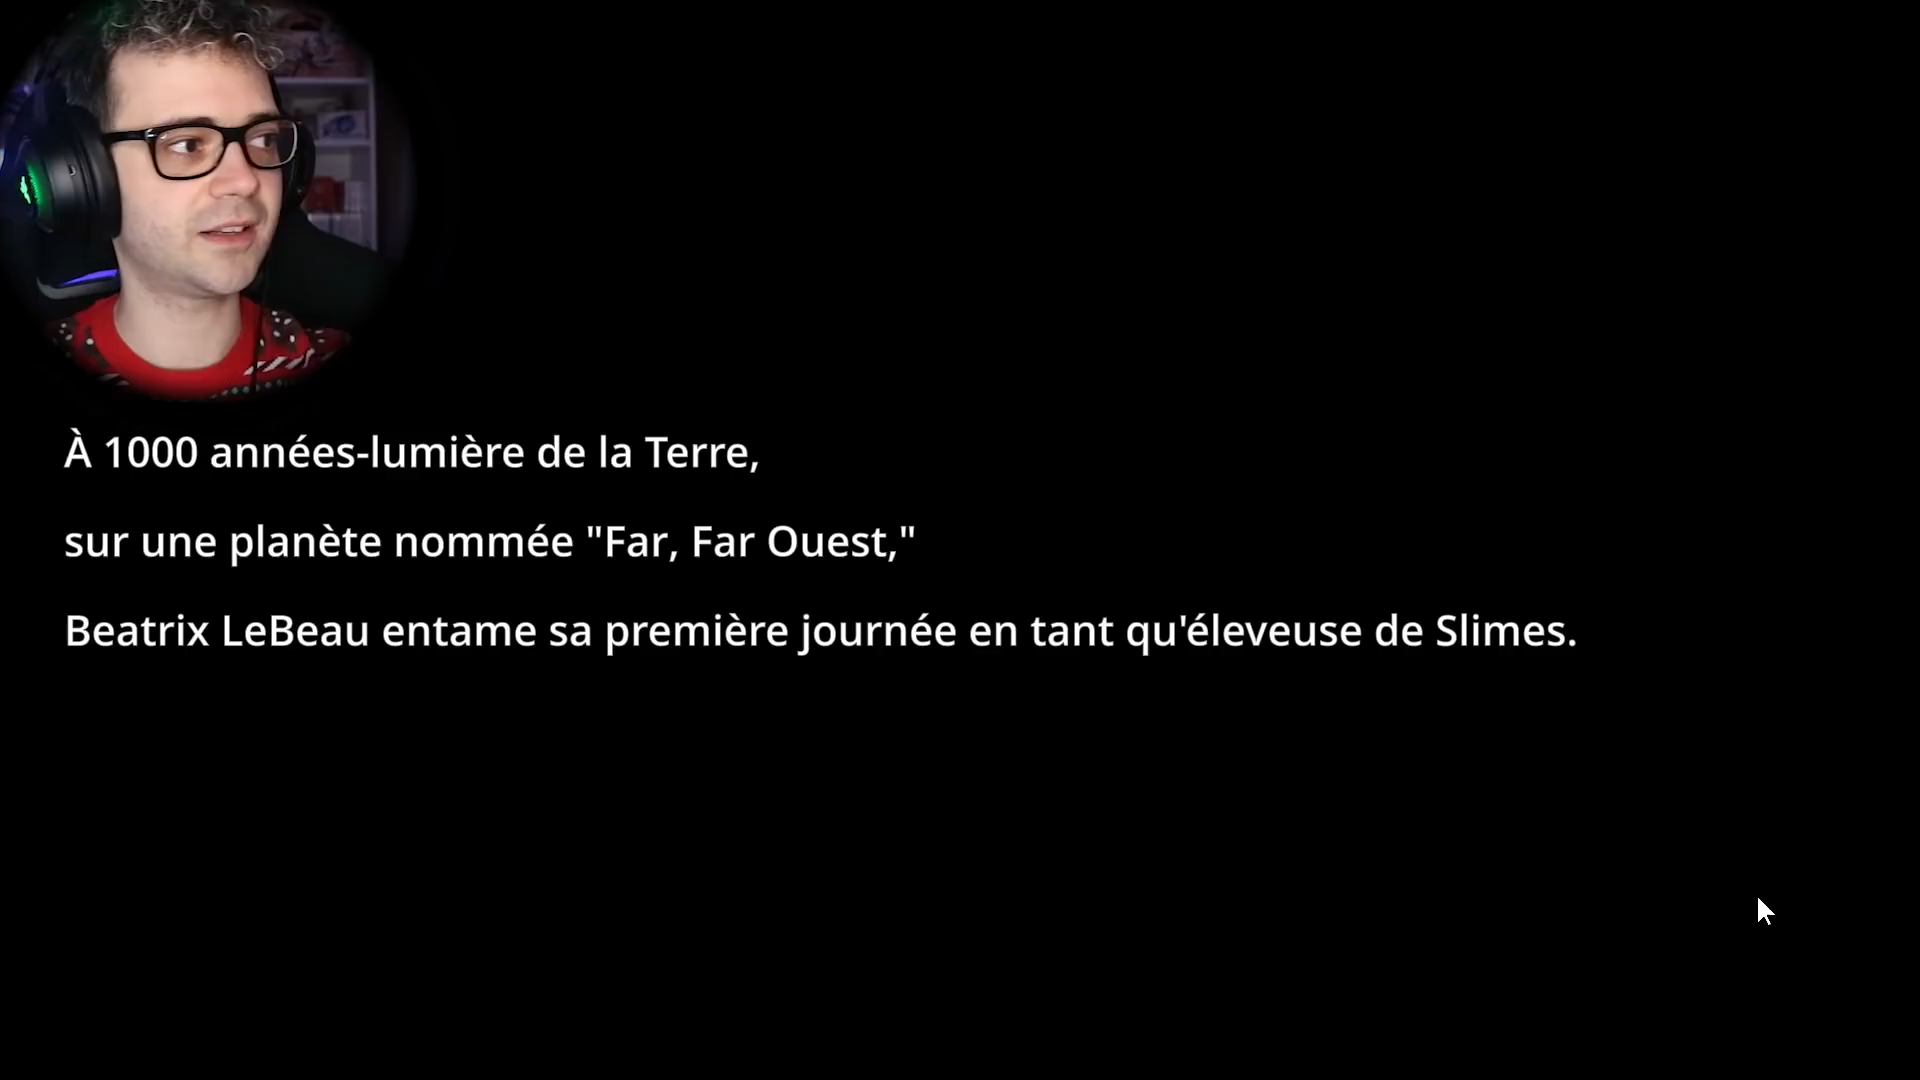 À 1000 années-lumière de la Terre,
sur une planète nommée "Far, Far Ouest,"
Beatrix LeBeau entame sa première journée en tant qu'éleveuse de Slimes.